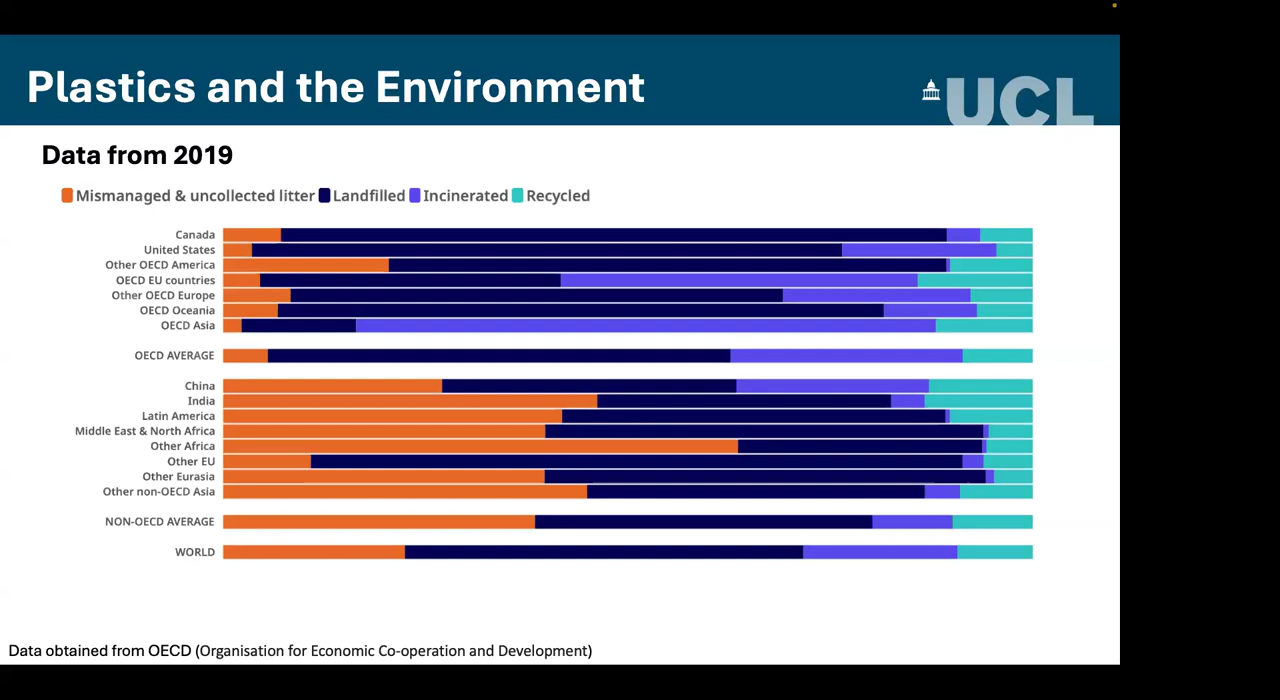 Plastics and the Environment
UCL
Data from 2019
Mismanaged & uncollected litter Landfilled Incinerated Recycled
Canada
United States
Other OECD America
OECD EU countries
Other OECD Europe
OECD Oceania
OECD Asia
OECD AVERAGE
China
India
Latin America
Middle East & North Africa
Other Africa
Other EU
Other Eurasia
Other non-OECD Asia
NON-OECD AVERAGE
WORLD
Data obtained from OECD (Organisation for Economic Co-operation and Development)